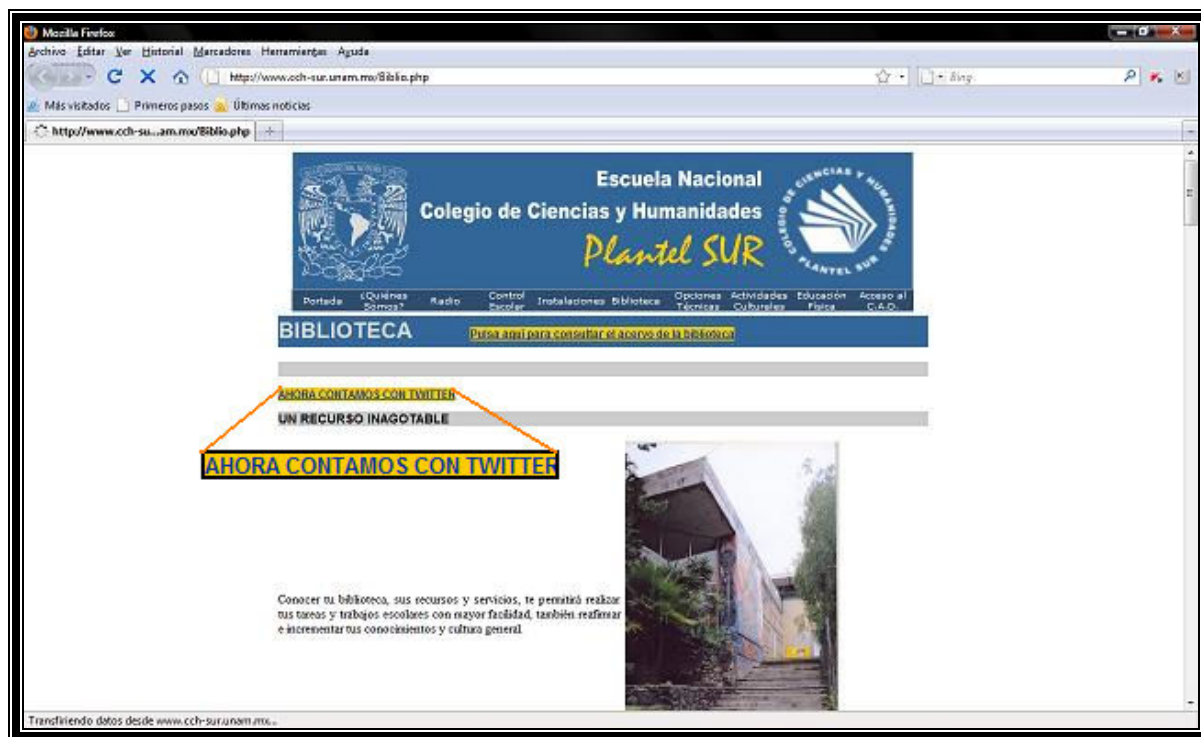 Mozilla Firefox
Archivo Editar Ver Historial Marcadores Herramientas Ayuda
http://www.cch-sur.unam.mx/Biblio.php
Bing
Más visitados Primeros pasos Últimas noticias
http://www.cch-su...am.mx/Biblio.php
Escuela Nacional
Colegio de Ciencias y Humanidades
Plantel SUR
COLEGIO DE CIENCIAS Y HUMANIDADES
PLANTEL SUR
Portada ¿Quiénes Somos? Radio Control Escolar Instalaciones Biblioteca Opciones Técnicas Actividades Culturales Educación Física Acceso al C.A.O.
BIBLIOTECA Pulsa aquí para consultar el acervo de la biblioteca
AHORA CONTAMOS CON TWITTER
UN RECURSO INAGOTABLE
AHORA CONTAMOS CON TWITTER
Conocer tu biblioteca, sus recursos y servicios, te permitirá realizar
tus tareas y trabajos escolares con mayor facilidad, también reafirmar
e incrementar tus conocimientos y cultura general
Transfiriendo datos desde www.cch-sur.unam.mx...